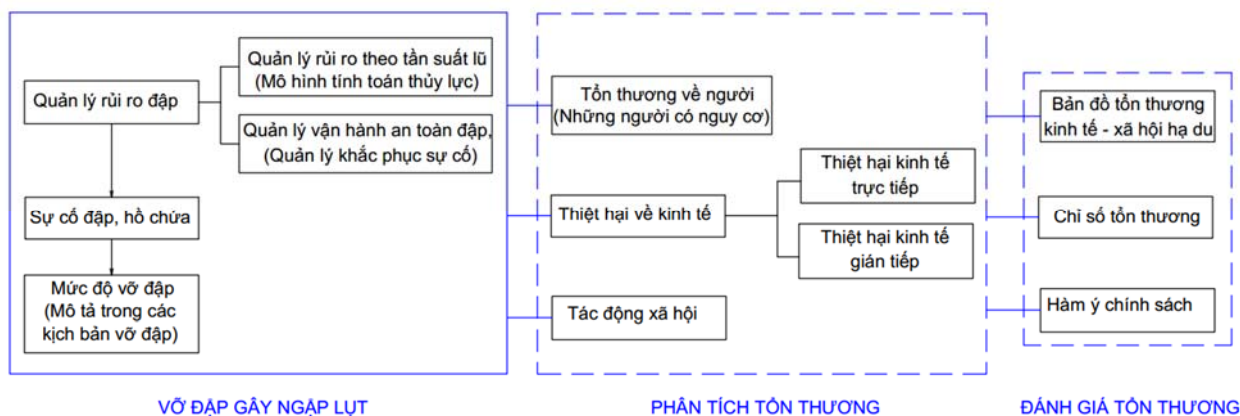 Quản lý rủi ro đập
Quản lý rủi ro theo tần suất lũ
(Mô hình tính toán thủy lực)
Quản lý vận hành an toàn đập,
(Quản lý khắc phục sự cố)
Sự cố đập, hồ chứa
Mức độ vỡ đập
(Mô tả trong các
kịch bản vỡ đập)
VỠ ĐẬP GÂY NGẬP LỤT
Tổn thương về người
(Những người có nguy cơ)
Thiệt hại về kinh tế
Thiệt hại kinh tế
trực tiếp
Thiệt hại kinh tế
gián tiếp
Tác động xã hội
PHÂN TÍCH TỔN THƯƠNG
Bản đồ tổn thương
kinh tế - xã hội hạ du
Chỉ số tổn thương
Hàm ý chính sách
ĐÁNH GIÁ TỔN THƯƠNG